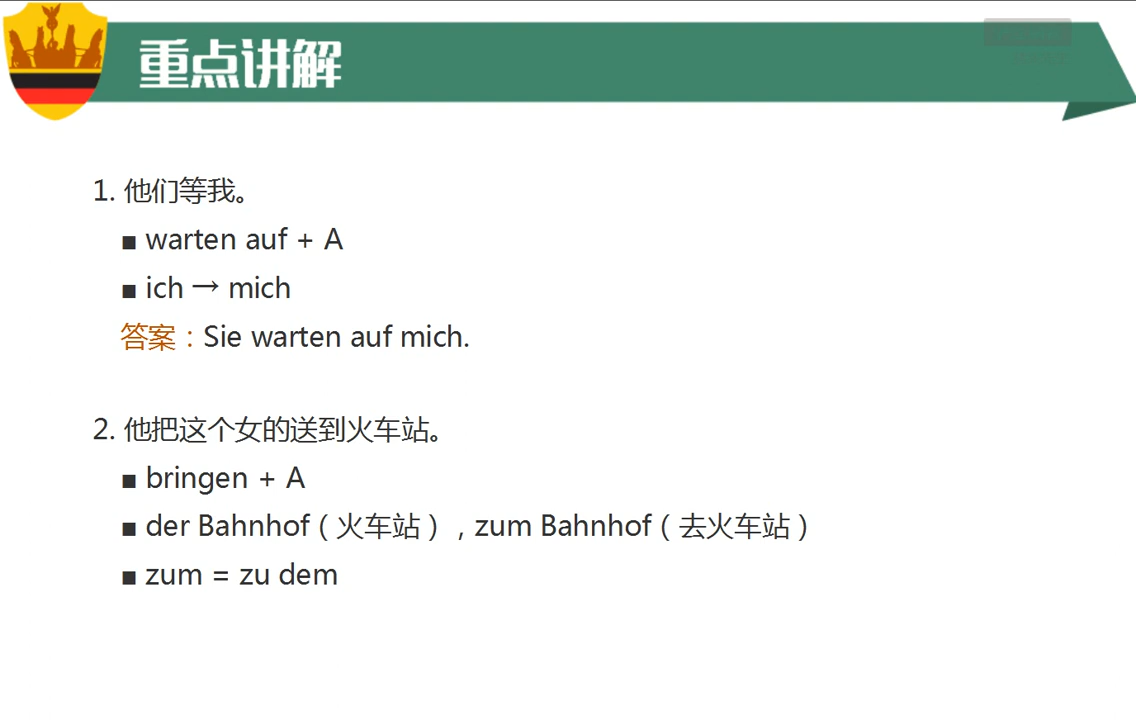 重点讲解
1. 他们等我。
■ warten auf + A
■ ich → mich
答案：Sie warten auf mich.
2. 他把这个女的送到火车站。
■ bringen + A
■ der Bahnhof（火车站），zum Bahnhof（去火车站）
■ zum = zu dem